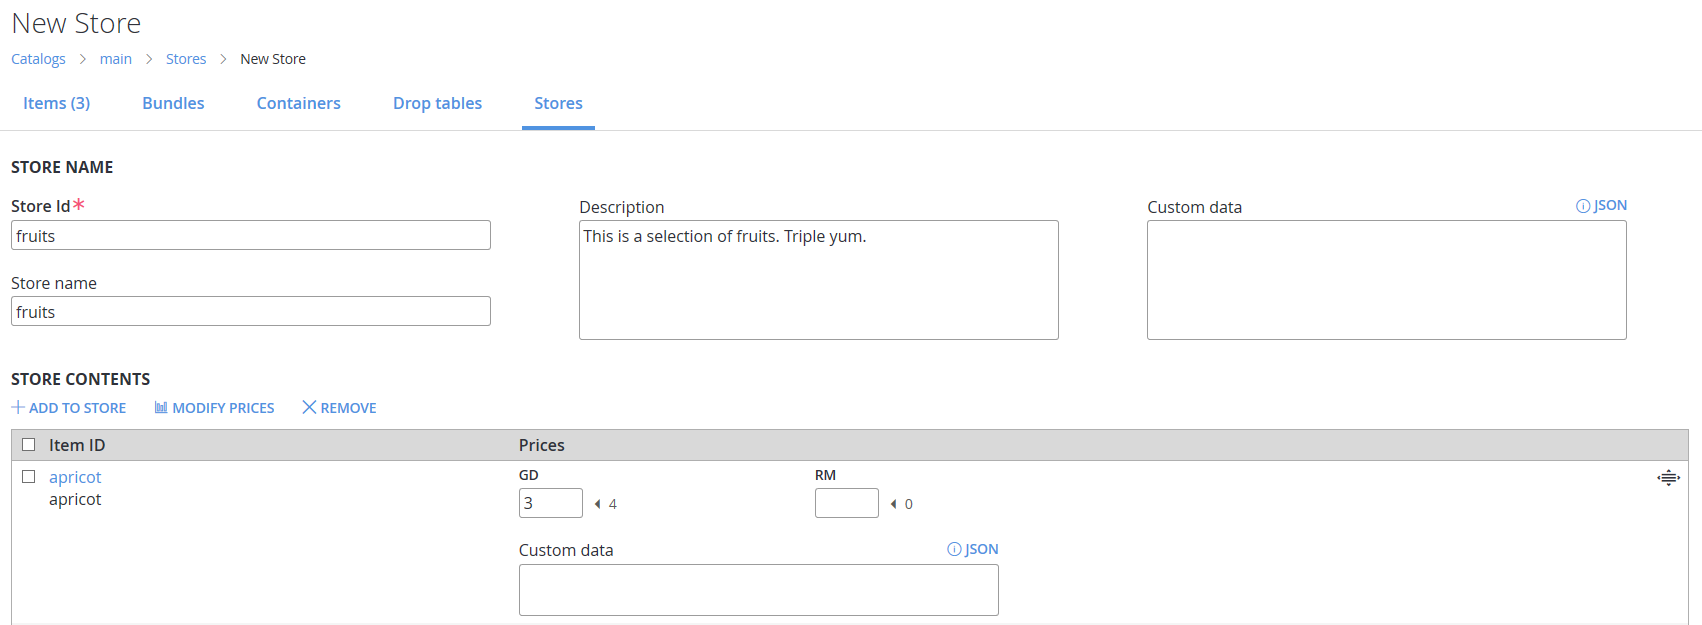 New Store
Catalogs > main > Stores > New Store
Items (3) Bundles Containers Drop tables Stores
STORE NAME
Store Id*
fruits
Store name
fruits
Description
This is a selection of fruits. Triple yum.
Custom data JSON
STORE CONTENTS
ADD TO STORE MODIFY PRICES REMOVE
Item ID Prices
apricot
apricot
GD RM
3 4 0
Custom data JSON